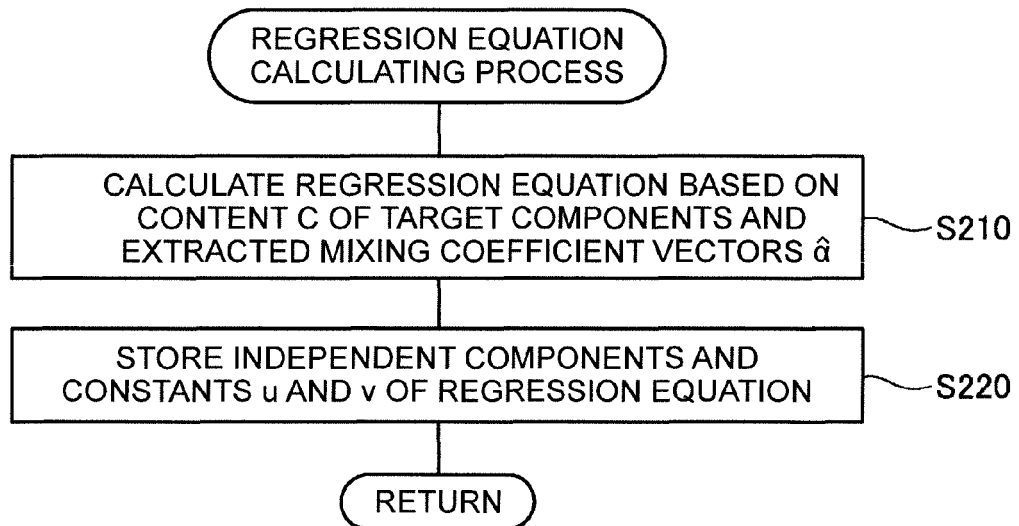 REGRESSION EQUATION
CALCULATING PROCESS
CALCULATE REGRESSION EQUATION BASED ON
CONTENT C OF TARGET COMPONENTS AND
EXTRACTED MIXING COEFFICIENT VECTORS α̂
S210
STORE INDEPENDENT COMPONENTS AND
CONSTANTS u AND v OF REGRESSION EQUATION
S220
RETURN